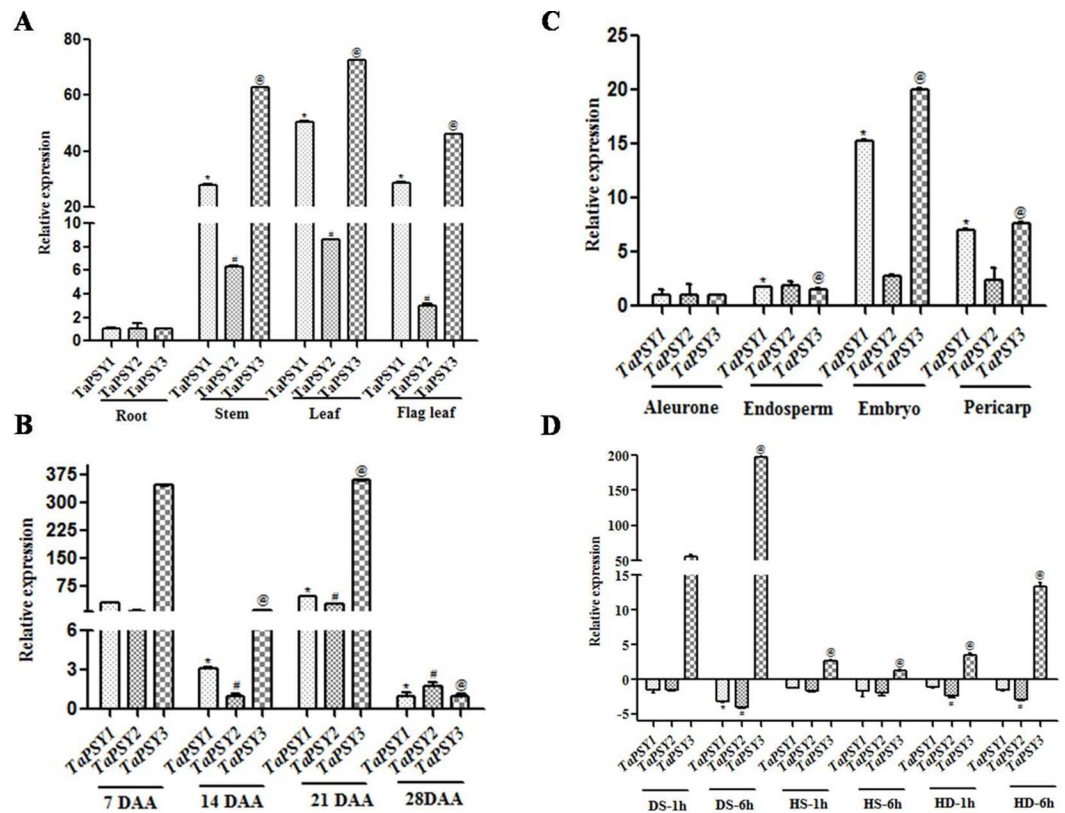 A
Relative expression
80
60
40
20
10
8
6
4
2
0
* # @ * # @ * # @
TaPSY1 TaPSY2 TaPSY3 TaPSY1 TaPSY2 TaPSY3 TaPSY1 TaPSY2 TaPSY3 TaPSY1 TaPSY2 TaPSY3
Root Stem Leaf Flag leaf
C
Relative expression
25
20
15
10
5
0
* @ * @ * @
TaPSY1 TaPSY2 TaPSY3 TaPSY1 TaPSY2 TaPSY3 TaPSY1 TaPSY2 TaPSY3 TaPSY1 TaPSY2 TaPSY3
Aleurone Endosperm Embryo Pericarp
B
Relative expression
375
300
225
150
75
6
3
0
* # @ * # @ * # @
TaPSY1 TaPSY2 TaPSY3 TaPSY1 TaPSY2 TaPSY3 TaPSY1 TaPSY2 TaPSY3 TaPSY1 TaPSY2 TaPSY3
7 DAA 14 DAA 21 DAA 28DAA
D
Relative expression
200
150
100
50
15
10
5
0
-5
@ @ @ @ @
TaPSY1 TaPSY2 TaPSY3 TaPSY1 TaPSY2 TaPSY3 TaPSY1 TaPSY2 TaPSY3 TaPSY1 TaPSY2 TaPSY3 TaPSY1 TaPSY2 TaPSY3 TaPSY1 TaPSY2 TaPSY3
DS-1h DS-6h HS-1h HS-6h HD-1h HD-6h